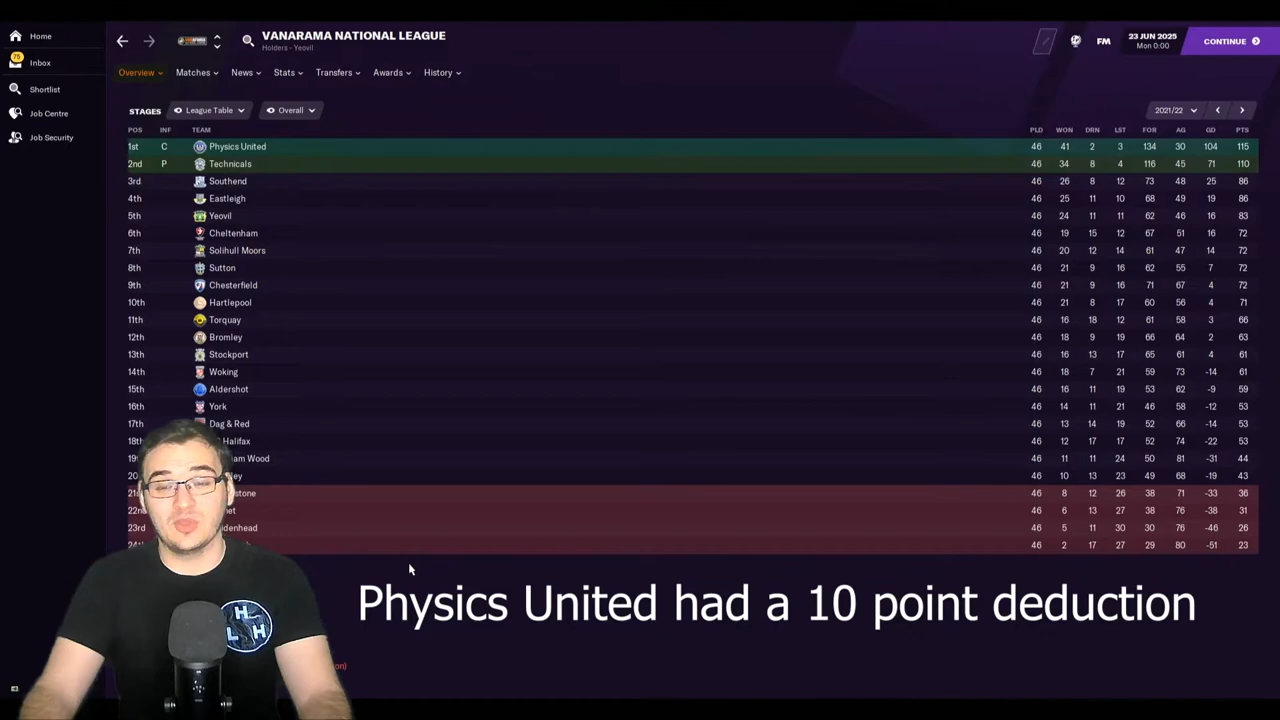 Home
75
Inbox
Shortlist
Job Centre
Job Security
VANARAMA NATIONAL LEAGUE
Holders - Yeovil
FM
23 JUN 2025
Mon 0:00
CONTINUE
Overview Matches News Stats Transfers Awards History
STAGES League Table Overall 2021/22
POS INF TEAM PLD WON DRN LST FOR AG GD PTS
1st C Physics United 46 41 2 3 134 30 104 115
2nd P Technicals 46 34 8 4 116 45 71 110
3rd Southend 46 26 8 12 73 48 25 86
4th Eastleigh 46 25 11 10 68 49 19 86
5th Yeovil 46 24 11 11 62 46 16 83
6th Cheltenham 46 19 15 12 67 51 16 72
7th Solihull Moors 46 20 12 14 61 47 14 72
8th Sutton 46 21 9 16 62 55 7 72
9th Chesterfield 46 21 9 16 71 67 4 72
10th Hartlepool 46 21 8 17 60 56 4 71
11th Torquay 46 16 18 12 61 58 3 66
12th Bromley 46 18 9 19 66 64 2 63
13th Stockport 46 16 13 17 65 61 4 61
14th Woking 46 18 7 21 59 73 -14 61
15th Aldershot 46 16 11 19 53 62 -9 59
16th York 46 14 11 21 46 58 -12 53
17th Dag & Red 46 13 14 19 52 66 -14 53
18th Halifax 46 12 17 17 52 74 -22 53
19 am Wood 46 11 11 24 50 81 -31 44
20 ley 46 10 13 23 49 68 -19 43
21 stone 46 8 12 26 38 71 -33 36
22n et 46 6 13 27 38 76 -38 31
23rd denhead 46 5 11 30 30 76 -46 26
24th 46 2 17 27 29 80 -51 23
Physics United had a 10 point deduction
H
L H
on)